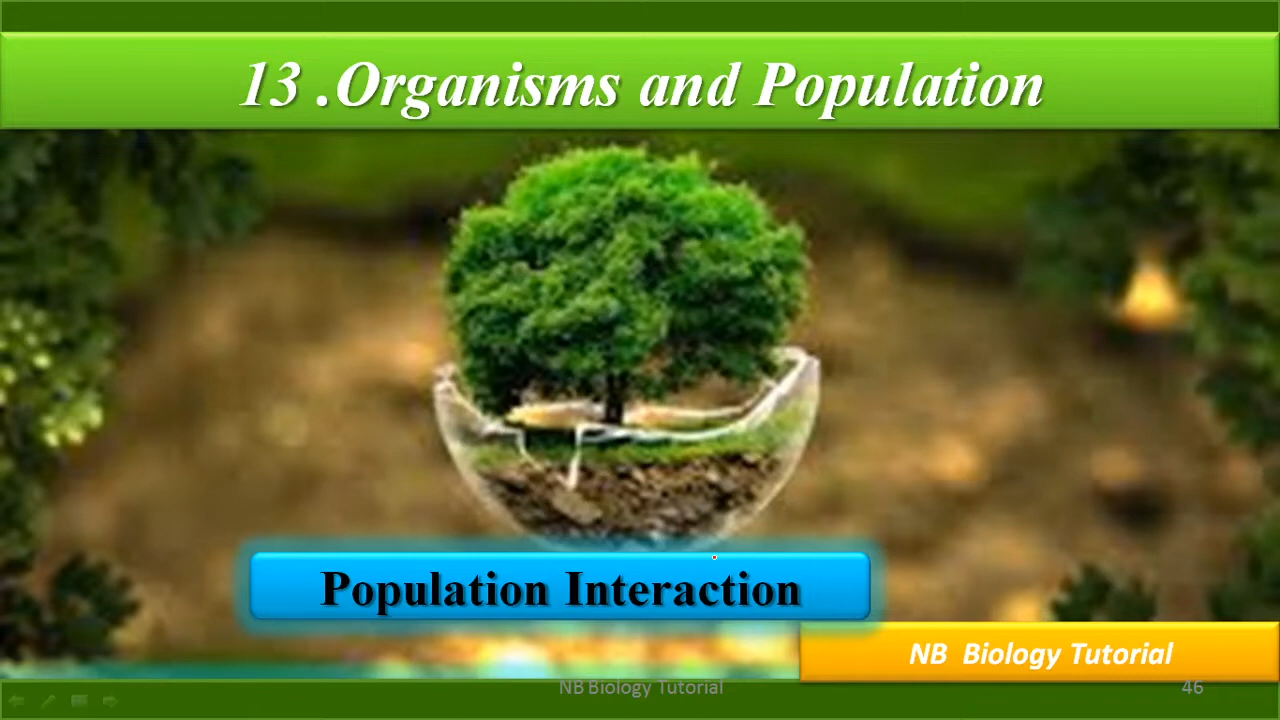 13 .Organisms and Population
Population Interaction
NB Biology Tutorial
NB Biology Tutorial
46